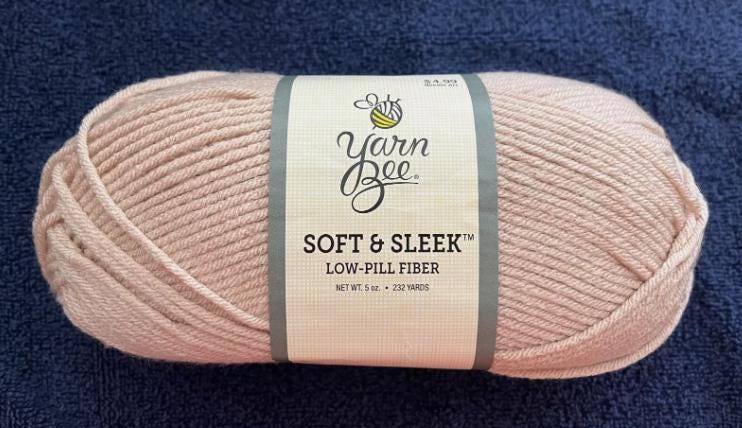 $4.99
Yarn
Bee®
SOFT & SLEEK™
LOW-PILL FIBER
NET WT. 5 oz. • 232 YARDS